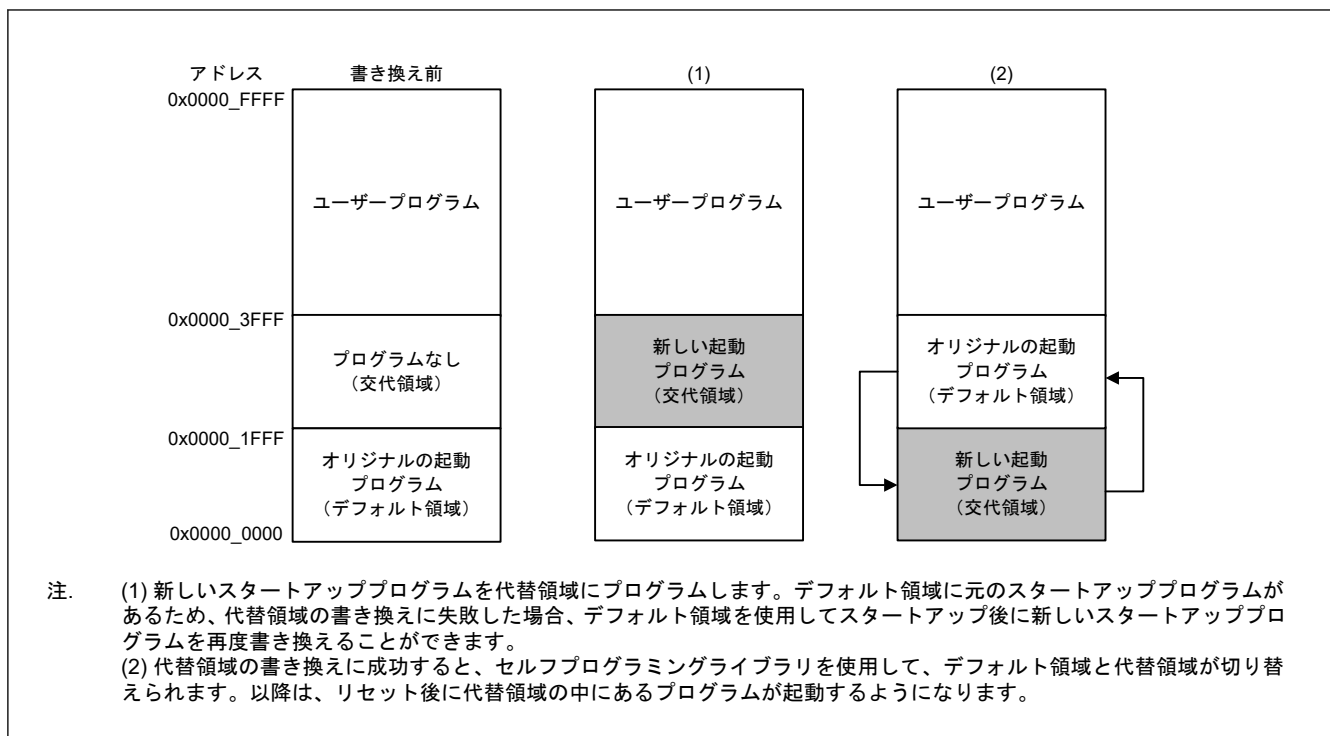 アドレス
書き換え前
(1)
(2)
0x0000_FFFF
ユーザープログラム
ユーザープログラム
ユーザープログラム
0x0000_3FFF
プログラムなし
（交代領域）
新しい起動
プログラム
（交代領域）
オリジナルの起動
プログラム
（デフォルト領域）
0x0000_1FFF
オリジナルの起動
プログラム
（デフォルト領域）
オリジナルの起動
プログラム
（デフォルト領域）
新しい起動
プログラム
（交代領域）
0x0000_0000
注. (1) 新しいスタートアッププログラムを代替領域にプログラムします。デフォルト領域に元のスタートアッププログラムが
あるため、代替領域の書き換えに失敗した場合、デフォルト領域を使用してスタートアップ後に新しいスタートアッププロ
グラムを再度書き換えることができます。
(2) 代替領域の書き換えに成功すると、セルフプログラミングライブラリを使用して、デフォルト領域と代替領域が切り替
えられます。以降は、リセット後に代替領域の中にあるプログラムが起動するようになります。